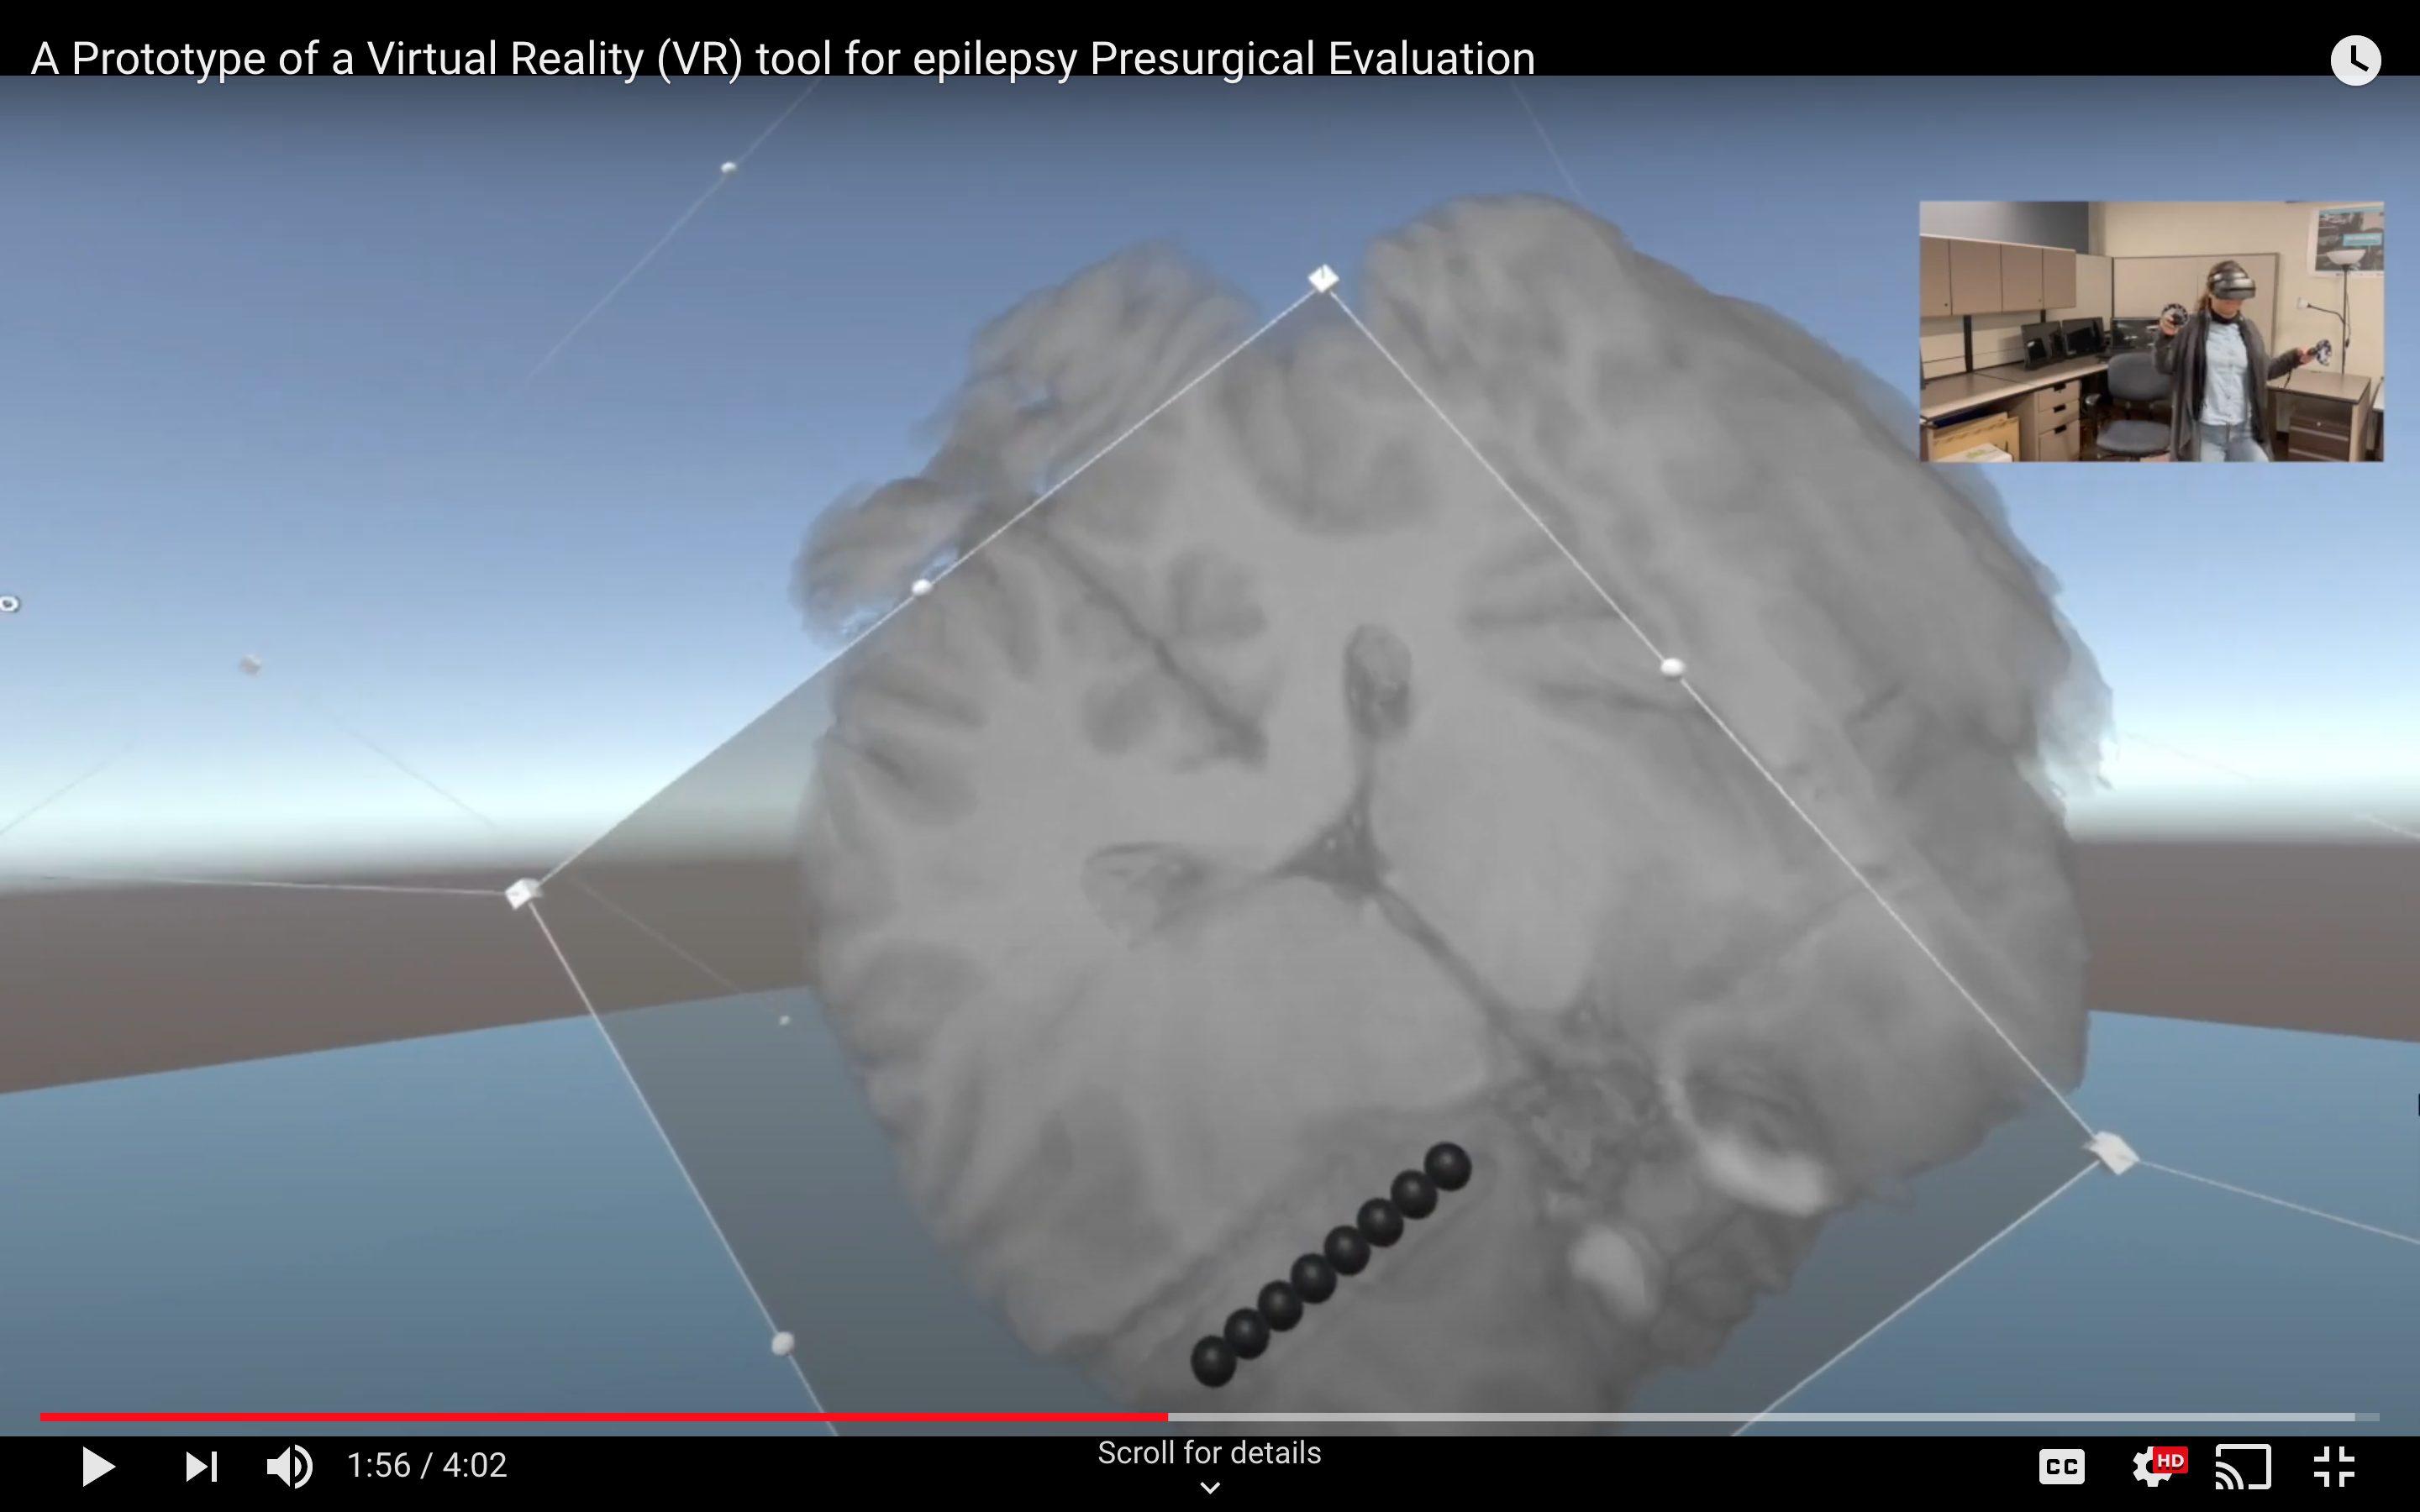 A Prototype of a Virtual Reality (VR) tool for epilepsy Presurgical Evaluation
1:56 / 4:02
Scroll for details
CC
HD